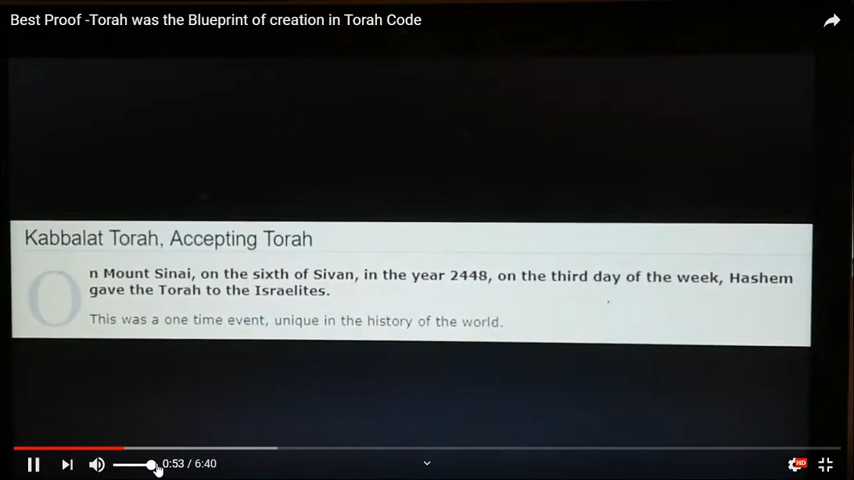 Best Proof -Torah was the Blueprint of creation in Torah Code
Kabbalat Torah, Accepting Torah
On Mount Sinai, on the sixth of Sivan, in the year 2448, on the third day of the week, Hashem
gave the Torah to the Israelites.
This was a one time event, unique in the history of the world.
0:53 / 6:40
HD